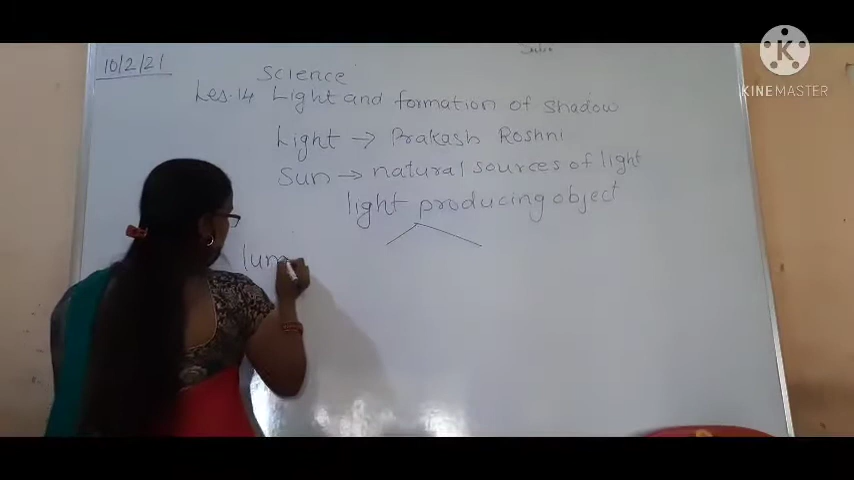 10/2/21
Science
Les.14 Light and formation of shadow
Light → Prakash Roshni
Sun → natural sources of light
light producing object
lum
KINEMASTER